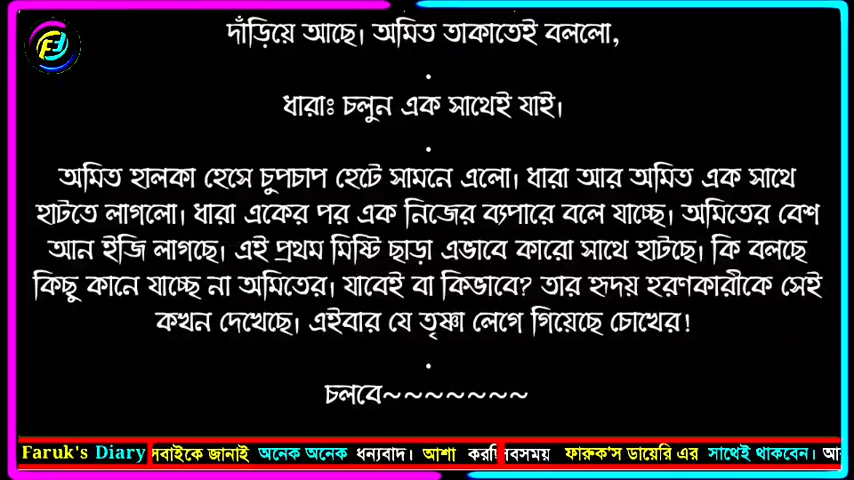 দাঁড়িয়ে আছে। অমিত তাকাতেই বললো,
.
ধারাঃ চলুন এক সাথেই যাই।
.
অমিত হালকা হেসে চুপচাপ হেটে সামনে এলো। ধারা আর অমিত এক সাথে
হাটতে লাগলো। ধারা একের পর এক নিজের ব্যপারে বলে যাচ্ছে। অমিতের বেশ
আন ইজি লাগছে। এই প্রথম মিষ্টি ছাড়া এভাবে কারো সাথে হাটছে। কি বলছে
কিছু কানে যাচ্ছে না অমিতের। যাবেই বা কিভাবে? তার হৃদয় হরণকারীকে সেই
কখন দেখেছে। এইবার যে তৃষ্ণা লেগে গিয়েছে চোখের!
.
চলবে~~~~~~~
Faruk's Diary সবাইকে জানাই অনেক অনেক ধন্যবাদ। আশা করছি সবসময় ফারুক'স ডায়েরি এর সাথেই থাকবেন।